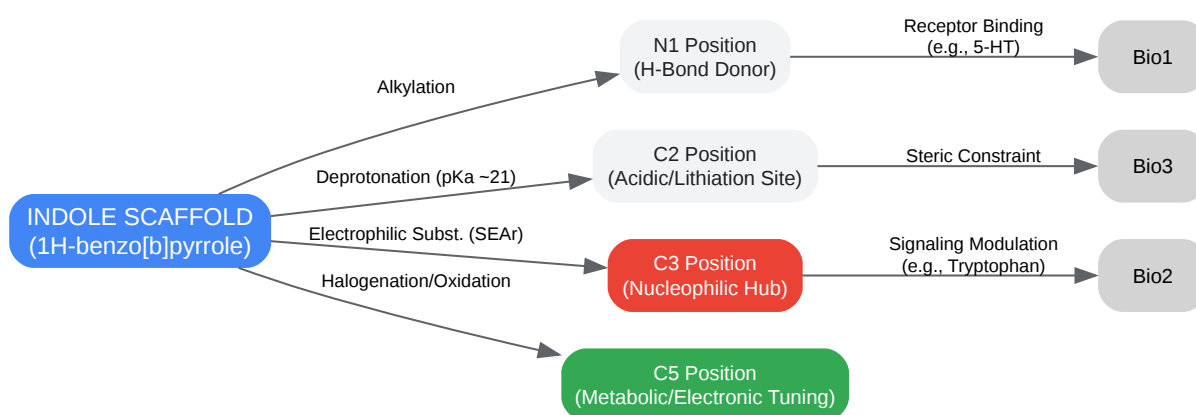 INDOLE SCAFFOLD
(1H-benzo[b]pyrrole)
Alkylation
N1 Position
(H-Bond Donor)
Receptor Binding
(e.g., 5-HT)
Bio1
Deprotonation (pKa ~21)
C2 Position
(Acidic/Lithiation Site)
Steric Constraint
Bio3
Electrophilic Subst. (SEAr)
C3 Position
(Nucleophilic Hub)
Signaling Modulation
(e.g., Tryptophan)
Bio2
Halogenation/Oxidation
C5 Position
(Metabolic/Electronic Tuning)